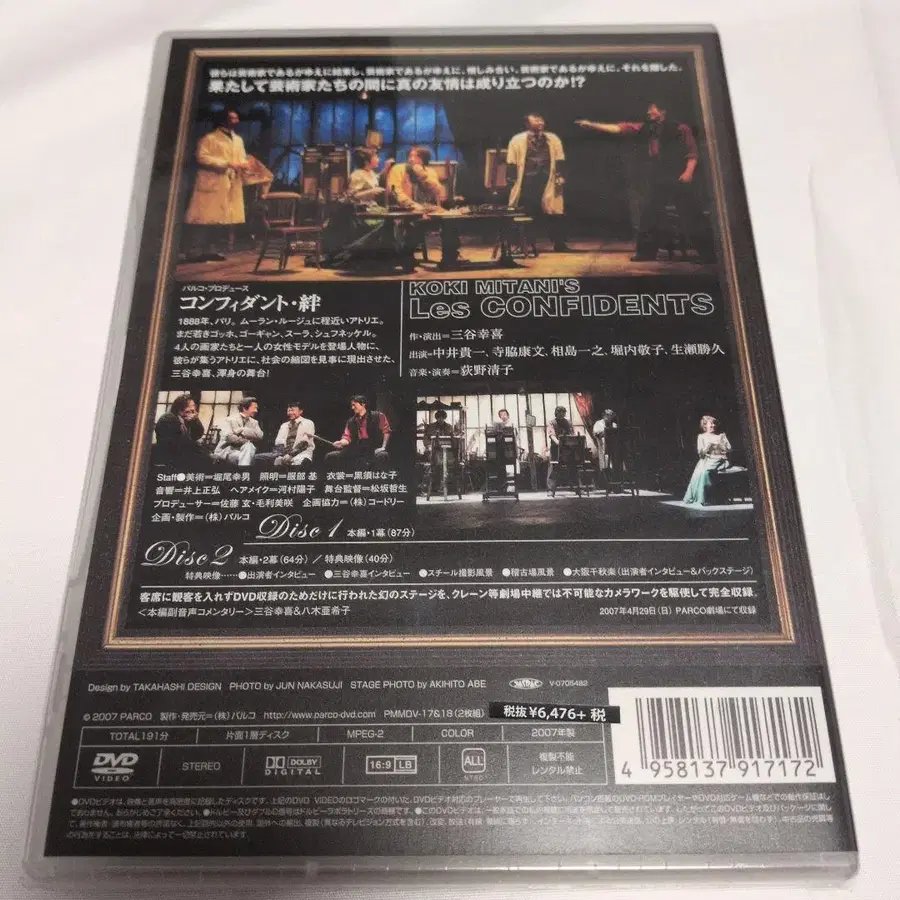 彼らは芸術家であるがゆえに結束し、芸術家であるがゆえに、憎しみ合い、芸術家であるがゆえに、それを隠した。
果たして芸術家たちの間に真の友情は成り立つのか!?
パルコ・プロデュース
コンフィダント・絆
1888年、パリ。ムーラン・ルージュに程近いアトリエ。
まだ若きゴッホ、ゴーギャン、スーラ、シュフネッケル。
4人の画家たちと一人の女性モデルを登場人物に、
彼らが集うアトリエに、社会の縮図を見事に現出させた、
三谷幸喜、渾身の舞台!
KOKI MITANI'S
Les CONFIDENTS
作・演出=三谷幸喜
出演=中井貴一、寺脇康文、相島一之、堀内敬子、生瀬勝久
音楽・演奏=荻野清子
Staff●美術=堀尾幸男 照明=服部 基 衣裳=黒須はな子
音響=井上正弘 ヘアメイク=河村陽子 舞台監督=松坂哲生
プロデューサー=佐藤 玄・毛利美咲 企画協力=(株)コードリー
企画・製作=(株)パルコ
Disc 1 本編・1幕(87分)
Disc 2 本編・2幕(64分) / 特典映像(40分)
特典映像……●出演者インタビュー ●三谷幸喜インタビュー ●スチール撮影風景 ●稽古場風景 ●大阪千秋楽(出演者インタビュー&バックステージ)
客席に観客を入れずDVD収録のためだけに行われた幻のステージを、クレーン等劇場中継では不可能なカメラワークを駆使して完全収録。
<本編副音声コメンタリー>三谷幸喜&八木亜希子
2007年4月29日(日) PARCO劇場にて収録
Design by TAKAHASHI DESIGN PHOTO by JUN NAKASUJI STAGE PHOTO by AKIHITO ABE V-0705482
© 2007 PARCO 製作・発売元=(株)パルコ http://www.parco-dvd.com PMMDV-17&18(2枚組) 税抜¥6,476+税
TOTAL191分 片面1層ディスク MPEG-2 COLOR 2007年製
DVD VIDEO STEREO DOLBY DIGITAL 16:9 LB ALL NTSC 複製不能 レンタル禁止
4 958137 917172